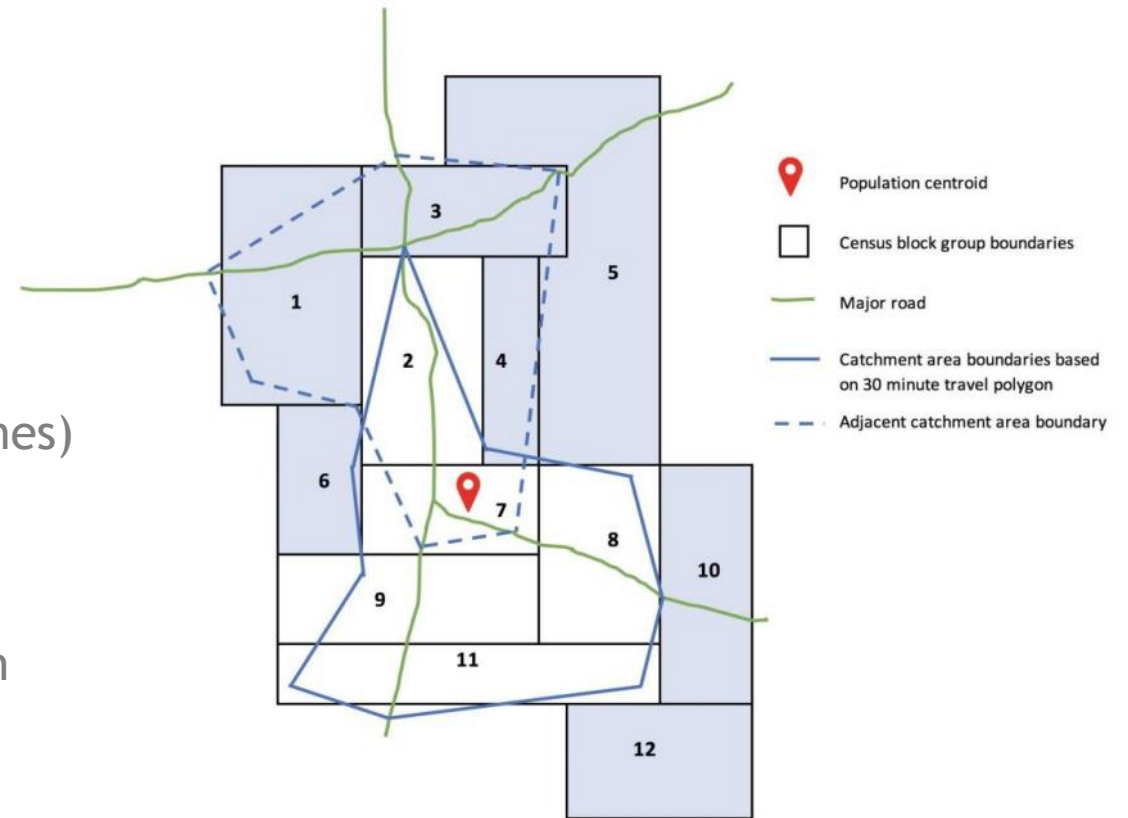 nes)
n
3
5
1
2
4
6
7
8
10
9
11
12
Population centroid
Census block group boundaries
Major road
Catchment area boundaries based
on 30 minute travel polygon
Adjacent catchment area boundary